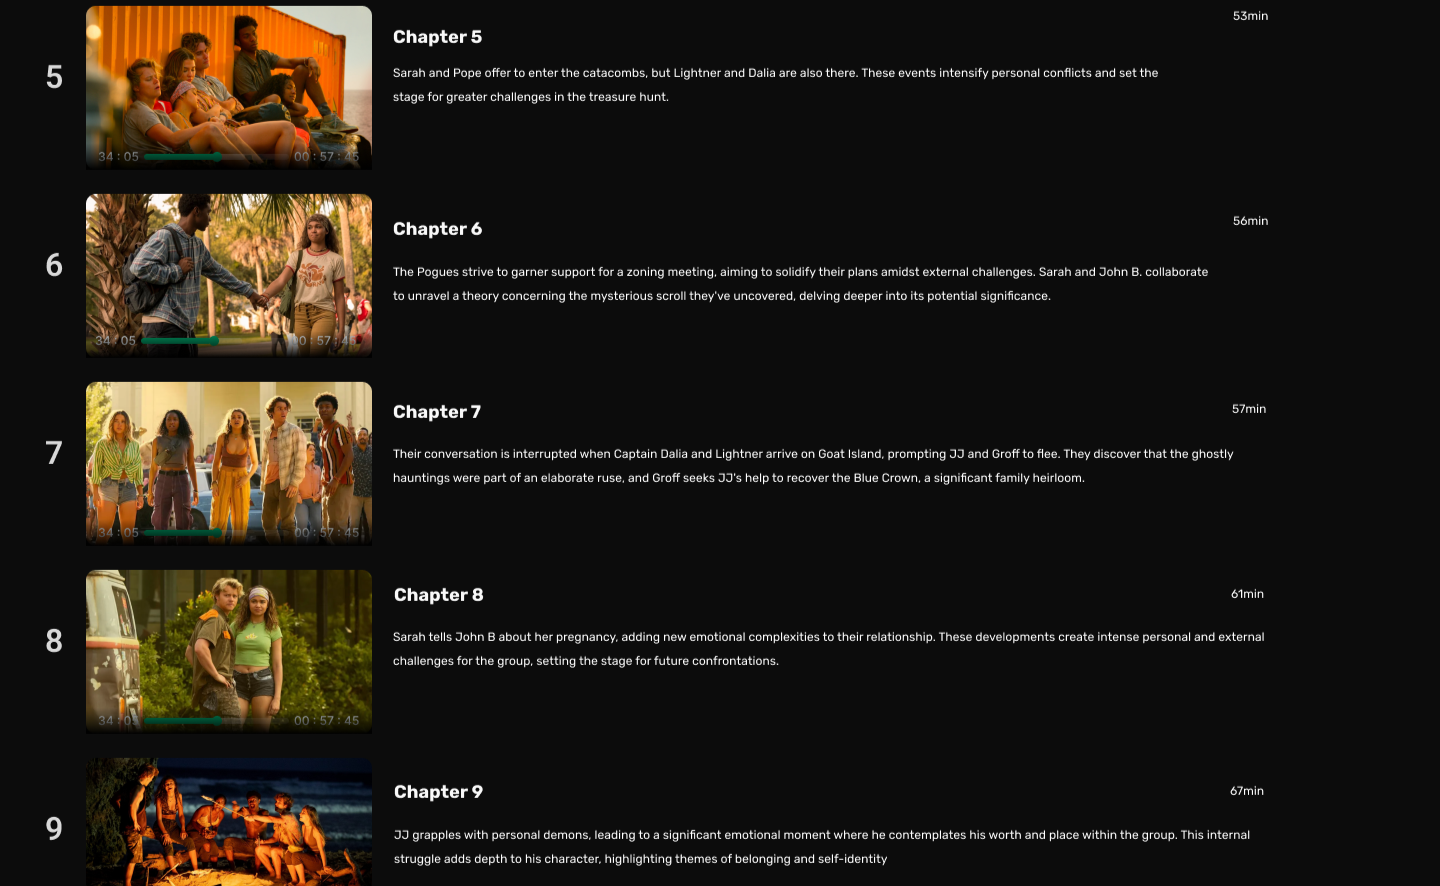 53min
Chapter 5
5
Sarah and Pope offer to enter the catacombs, but Lightner and Dalia are also there. These events intensify personal conflicts and set the
stage for greater challenges in the treasure hunt.
34 : 05 00 : 57 : 45
56min
Chapter 6
6
The Pogues strive to garner support for a zoning meeting, aiming to solidify their plans amidst external challenges. Sarah and John B. collaborate
to unravel a theory concerning the mysterious scroll they've uncovered, delving deeper into its potential significance.
34 : 05 00 : 57 : 45
57min
Chapter 7
7
Their conversation is interrupted when Captain Dalia and Lightner arrive on Goat Island, prompting JJ and Groff to flee. They discover that the ghostly
hauntings were part of an elaborate ruse, and Groff seeks JJ's help to recover the Blue Crown, a significant family heirloom.
34 : 05 00 : 57 : 45
61min
Chapter 8
8
Sarah tells John B about her pregnancy, adding new emotional complexities to their relationship. These developments create intense personal and external
challenges for the group, setting the stage for future confrontations.
34 : 05 00 : 57 : 45
67min
Chapter 9
9
JJ grapples with personal demons, leading to a significant emotional moment where he contemplates his worth and place within the group. This internal
struggle adds depth to his character, highlighting themes of belonging and self-identity